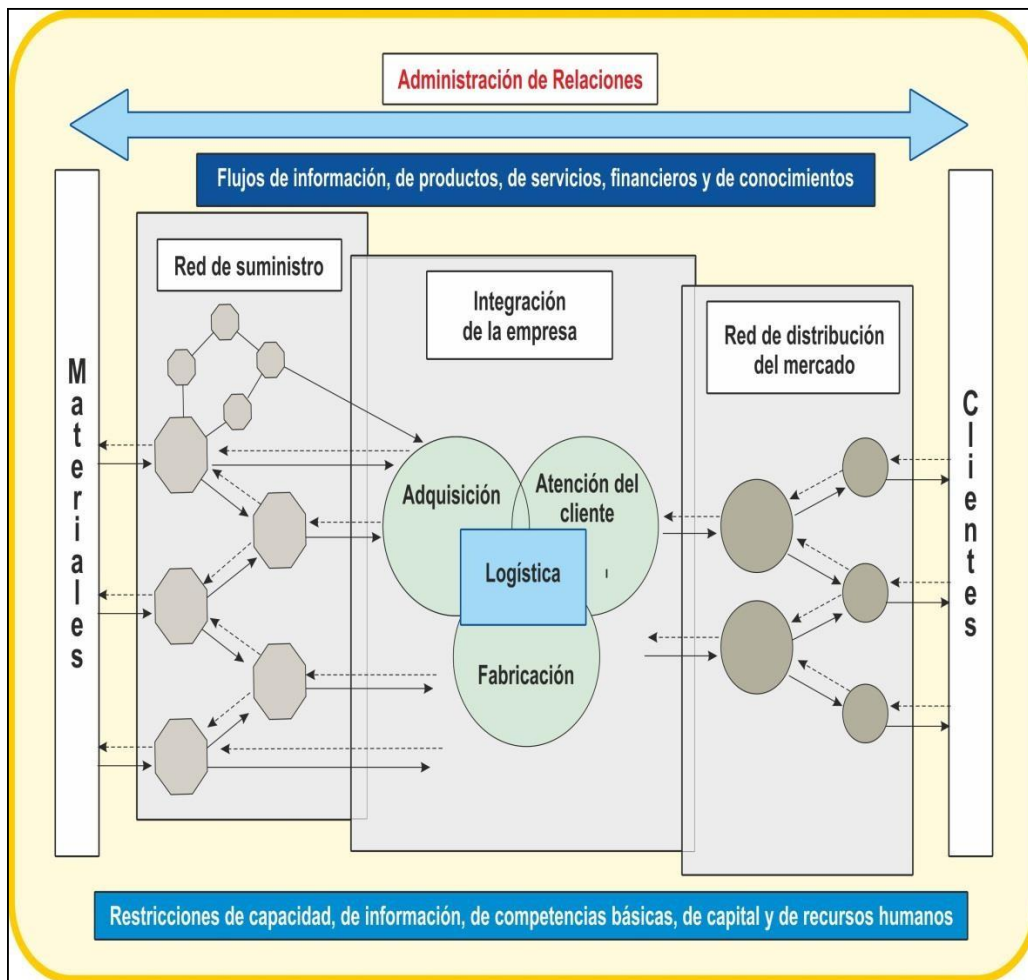 Administración de Relaciones
Flujos de información, de productos, de servicios, financieros y de conocimientos
Red de suministro
Integración
de la empresa
Red de distribución
del mercado
Materiales
Clientes
Adquisición
Atención del
cliente
Logística
Fabricación
Restricciones de capacidad, de información, de competencias básicas, de capital y de recursos humanos